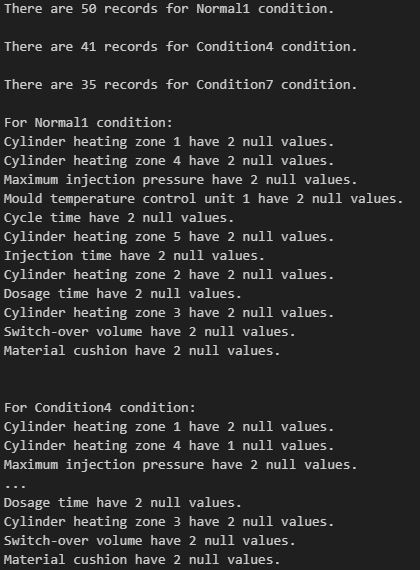 There are 50 records for Normal1 condition.
There are 41 records for Condition4 condition.
There are 35 records for Condition7 condition.
For Normal1 condition:
Cylinder heating zone 1 have 2 null values.
Cylinder heating zone 4 have 2 null values.
Maximum injection pressure have 2 null values.
Mould temperature control unit 1 have 2 null values.
Cycle time have 2 null values.
Cylinder heating zone 5 have 2 null values.
Injection time have 2 null values.
Cylinder heating zone 2 have 2 null values.
Dosage time have 2 null values.
Cylinder heating zone 3 have 2 null values.
Switch-over volume have 2 null values.
Material cushion have 2 null values.
For Condition4 condition:
Cylinder heating zone 1 have 2 null values.
Cylinder heating zone 4 have 1 null values.
Maximum injection pressure have 2 null values.
...
Dosage time have 2 null values.
Cylinder heating zone 3 have 2 null values.
Switch-over volume have 2 null values.
Material cushion have 2 null values.